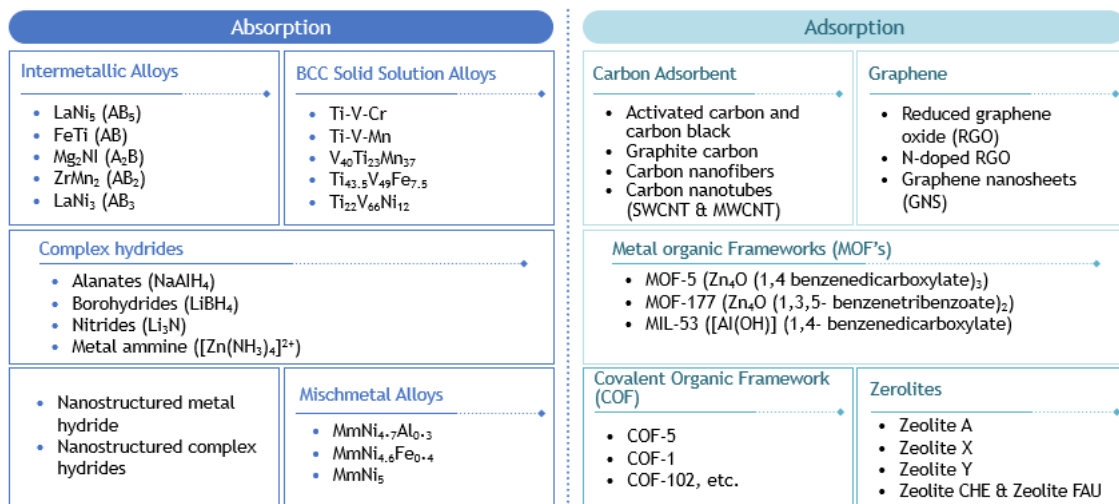 Absorption
Intermetallic Alloys
LaNi₅ (AB₅)
FeTi (AB)
Mg₂NI (A₂B)
ZrMn₂ (AB₂)
LaNi₃ (AB₃
BCC Solid Solution Alloys
Ti-V-Cr
Ti-V-Mn
V₄₀Ti₂₃Mn₃₇
Ti₄₃.₅V₄₉Fe₇.₅
Ti₂₂V₆₆Ni₁₂
Complex hydrides
Alanates (NaAlH₄)
Borohydrides (LiBH₄)
Nitrides (Li₃N)
Metal ammine ([Zn(NH₃)₄]²⁺)
Nanostructured metal
hydride
Nanostructured complex
hydrides
Mischmetal Alloys
MmNi₄.₇Al₀.₃
MmNi₄.₆Fe₀.₄
MmNi₅
Adsorption
Carbon Adsorbent
Activated carbon and
carbon black
Graphite carbon
Carbon nanofibers
Carbon nanotubes
(SWCNT & MWCNT)
Graphene
Reduced graphene
oxide (RGO)
N-doped RGO
Graphene nanosheets
(GNS)
Metal organic Frameworks (MOF's)
MOF-5 (Zn₄O (1,4 benzenedicarboxylate)₃)
MOF-177 (Zn₄O (1,3,5- benzenetribenzoate)₂)
MIL-53 ([Al(OH)] (1,4- benzenedicarboxylate)
Covalent Organic Framework
(COF)
COF-5
COF-1
COF-102, etc.
Zerolites
Zeolite A
Zeolite X
Zeolite Y
Zeolite CHE & Zeolite FAU